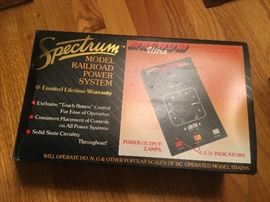 Spectrum
MODEL
RAILROAD
POWER
SYSTEM
Limited Lifetime Warranty
Exclusive "Touch Button" Control
For Ease of Operation
Consistent Placement of Controls
on All Power Systems
Solid State Circuitry
Throughout!
MAGNUM
Ultra
POWER OUTPUT:
2 AMPS.
L.E.D. INDICATORS
WILL OPERATE HO, N, G & OTHER POPULAR SCALES OF DC OPERATED MODEL TRAINS.